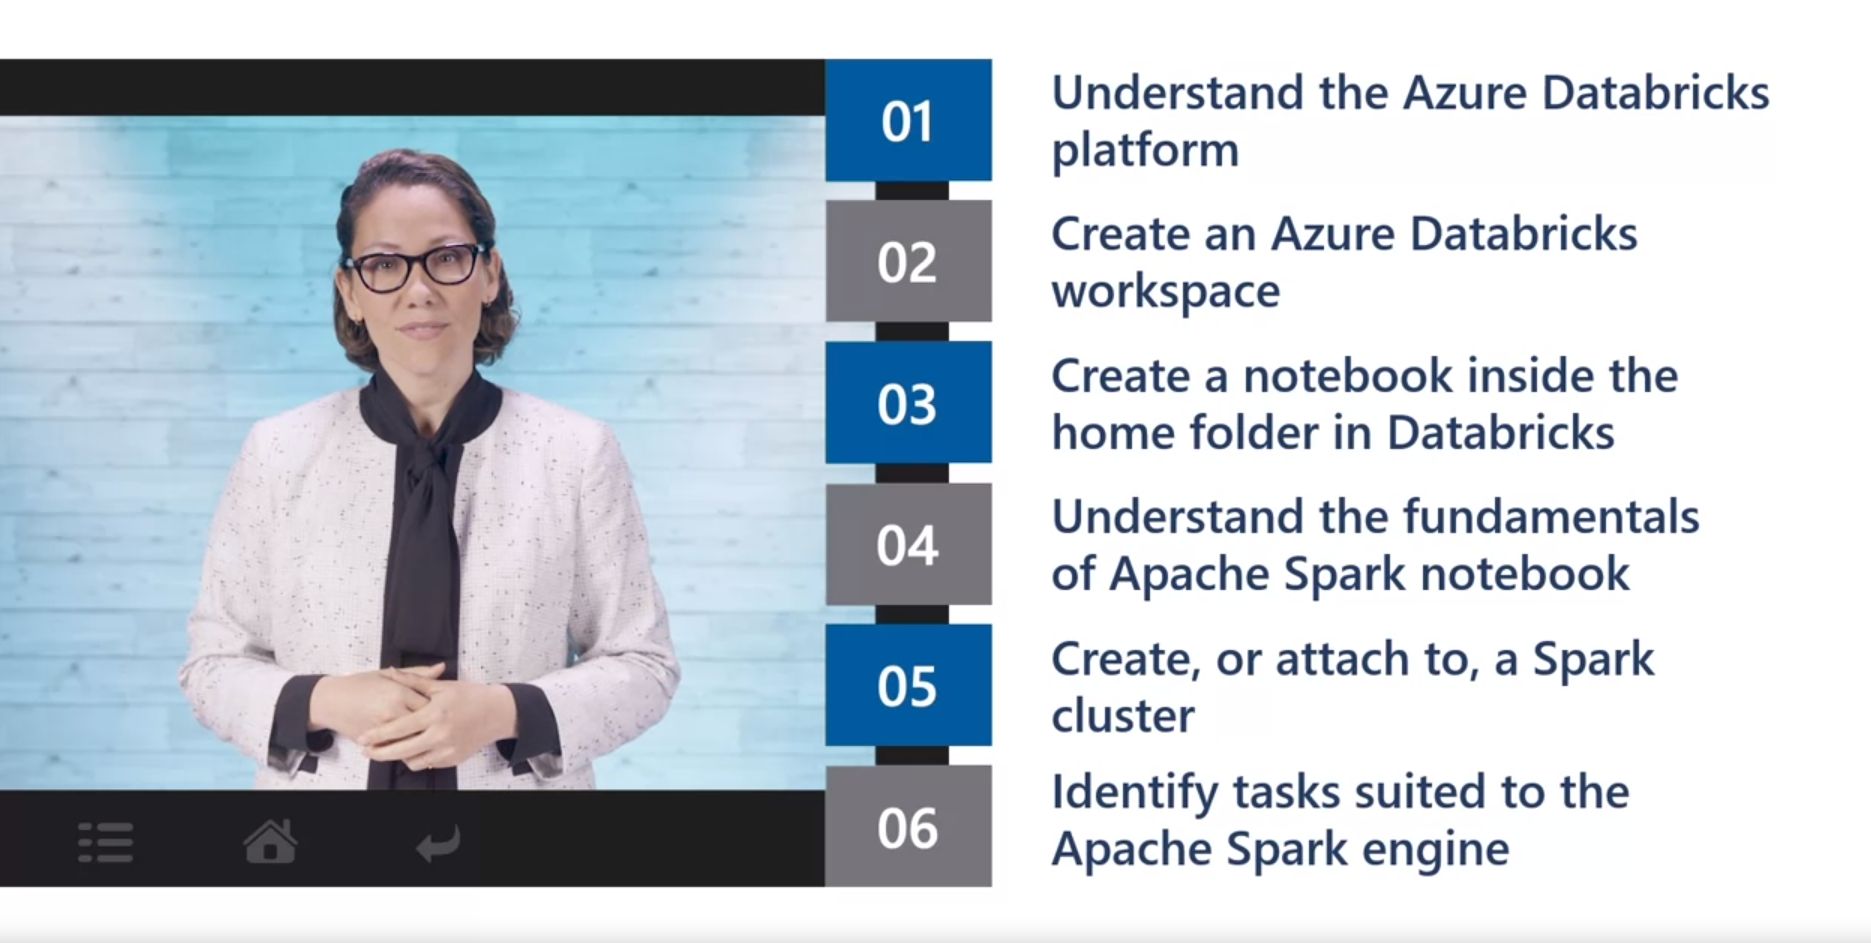 01
Understand the Azure Databricks
platform
02
Create an Azure Databricks
workspace
03
Create a notebook inside the
home folder in Databricks
04
Understand the fundamentals
of Apache Spark notebook
05
Create, or attach to, a Spark
cluster
06
Identify tasks suited to the
Apache Spark engine